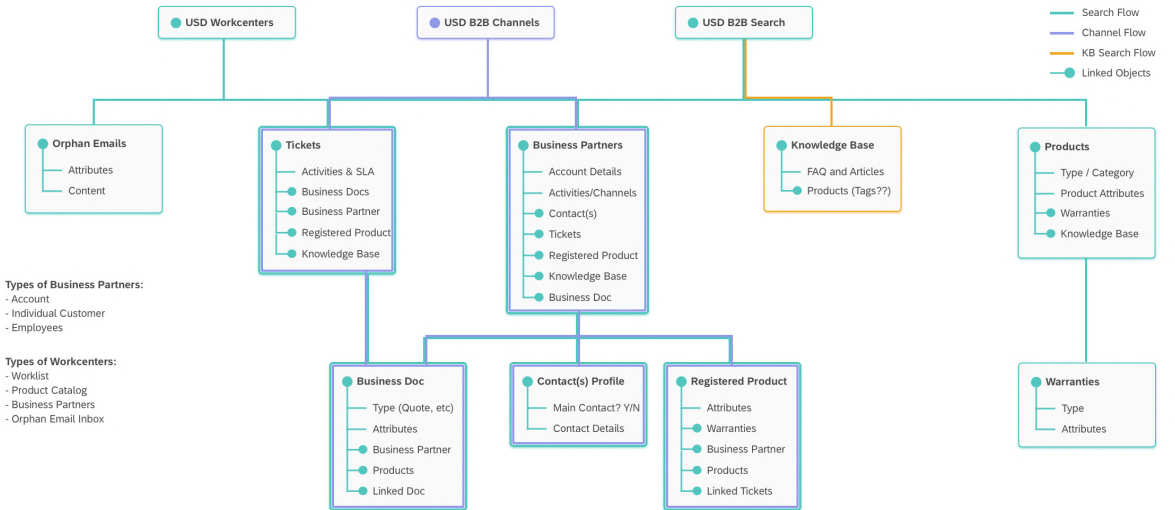 USD Workcenters
USD B2B Channels
USD B2B Search
Search Flow
Channel Flow
KB Search Flow
Linked Objects
Orphan Emails
Attributes
Content
Tickets
Activities & SLA
Business Docs
Business Partner
Registered Product
Knowledge Base
Business Partners
Account Details
Activities/Channels
Contact(s)
Tickets
Registered Product
Knowledge Base
Business Doc
Knowledge Base
FAQ and Articles
Products (Tags??)
Products
Type / Category
Product Attributes
Warranties
Knowledge Base
Types of Business Partners:
- Account
- Individual Customer
- Employees
Types of Workcenters:
- Worklist
- Product Catalog
- Business Partners
- Orphan Email Inbox
Business Doc
Type (Quote, etc)
Attributes
Business Partner
Products
Linked Doc
Contact(s) Profile
Main Contact? Y/N
Contact Details
Registered Product
Attributes
Warranties
Business Partner
Products
Linked Tickets
Warranties
Type
Attributes